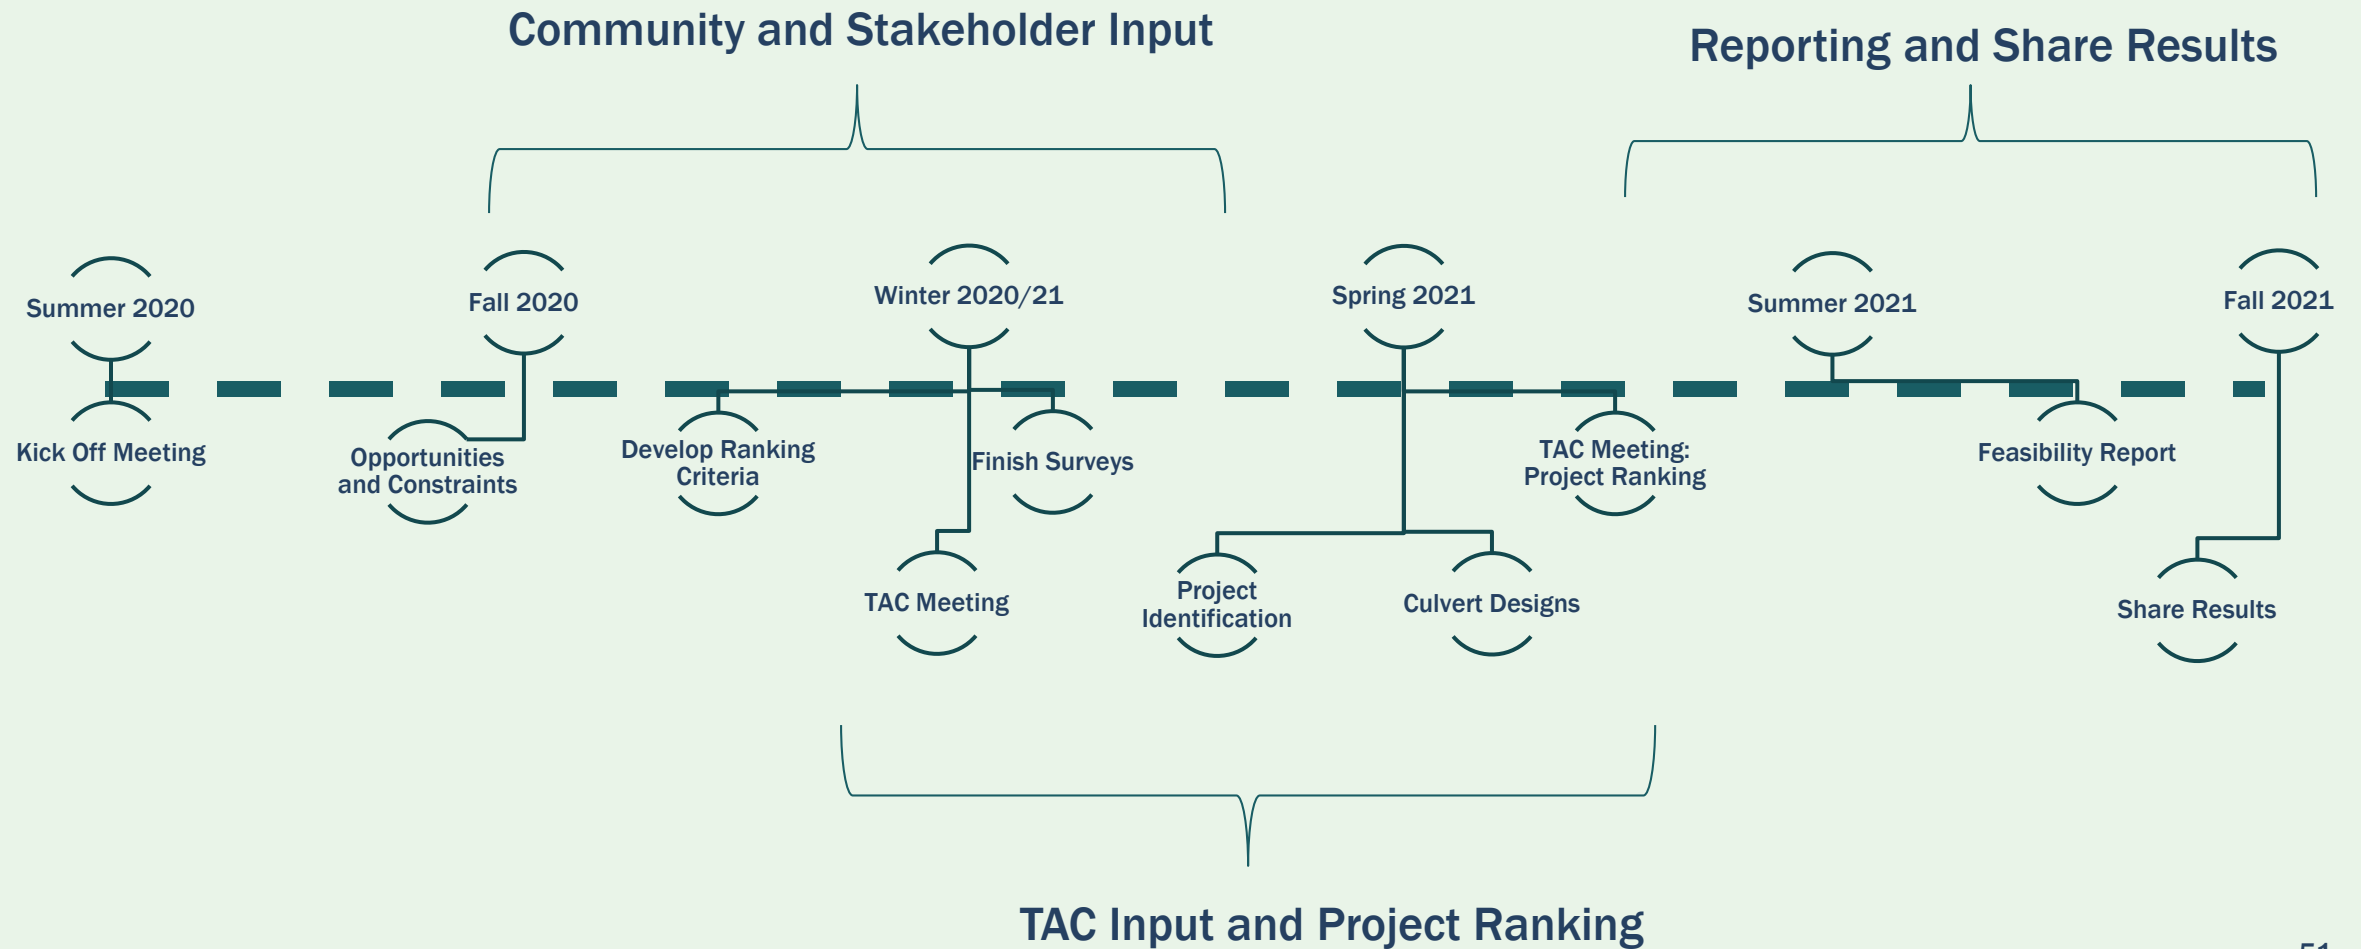 Community and Stakeholder Input
Reporting and Share Results
Summer 2020
Fall 2020
Winter 2020/21
Spring 2021
Summer 2021
Fall 2021
Kick Off Meeting
Opportunities
and Constraints
Develop Ranking
Criteria
Finish Surveys
TAC Meeting:
Project Ranking
Feasibility Report
TAC Meeting
Project
Identification
Culvert Designs
Share Results
TAC Input and Project Ranking
51